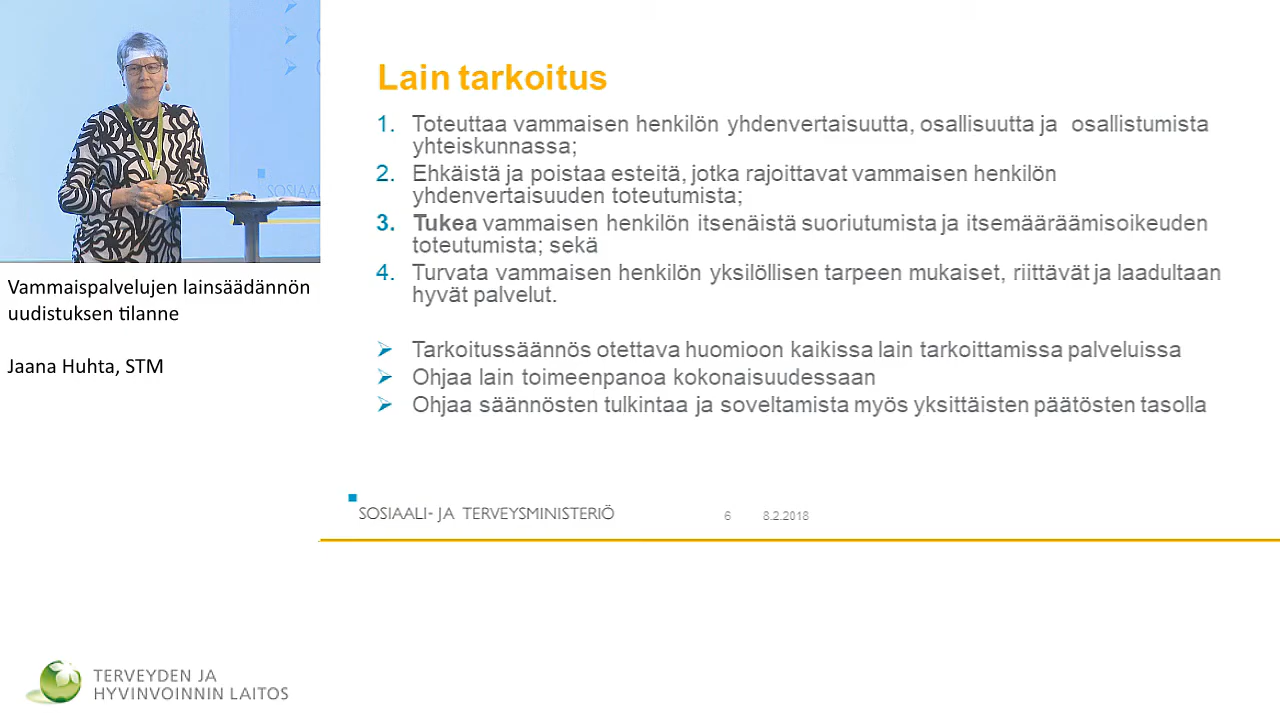 Lain tarkoitus
1. Toteuttaa vammaisen henkilön yhdenvertaisuutta, osallisuutta ja osallistumista
yhteiskunnassa;
2. Ehkäistä ja poistaa esteitä, jotka rajoittavat vammaisen henkilön
yhdenvertaisuuden toteutumista;
3. Tukea vammaisen henkilön itsenäistä suoriutumista ja itsemääräämisoikeuden
toteutumista; sekä
4. Turvata vammaisen henkilön yksilöllisen tarpeen mukaiset, riittävät ja laadultaan
hyvät palvelut.
➢ Tarkoitussäännös otettava huomioon kaikissa lain tarkoittamissa palveluissa
➢ Ohjaa lain toimeenpanoa kokonaisuudessaan
➢ Ohjaa säännösten tulkintaa ja soveltamista myös yksittäisten päätösten tasolla
SOSIAALI- JA TERVEYSMINISTERIÖ 6 8.2.2018
SOSIAAL
Vammaispalvelujen lainsäädännön
uudistuksen tilanne
Jaana Huhta, STM
TERVEYDEN JA
HYVINVOINNIN LAITOS